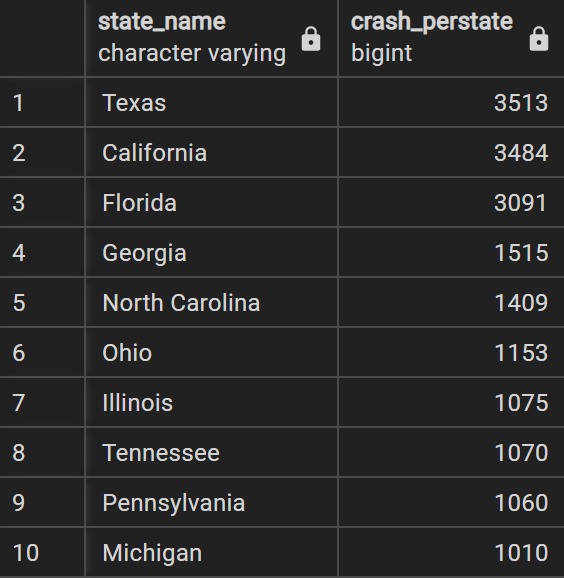 state_name crash_perstate
character varying bigint
1 Texas 3513
2 California 3484
3 Florida 3091
4 Georgia 1515
5 North Carolina 1409
6 Ohio 1153
7 Illinois 1075
8 Tennessee 1070
9 Pennsylvania 1060
10 Michigan 1010